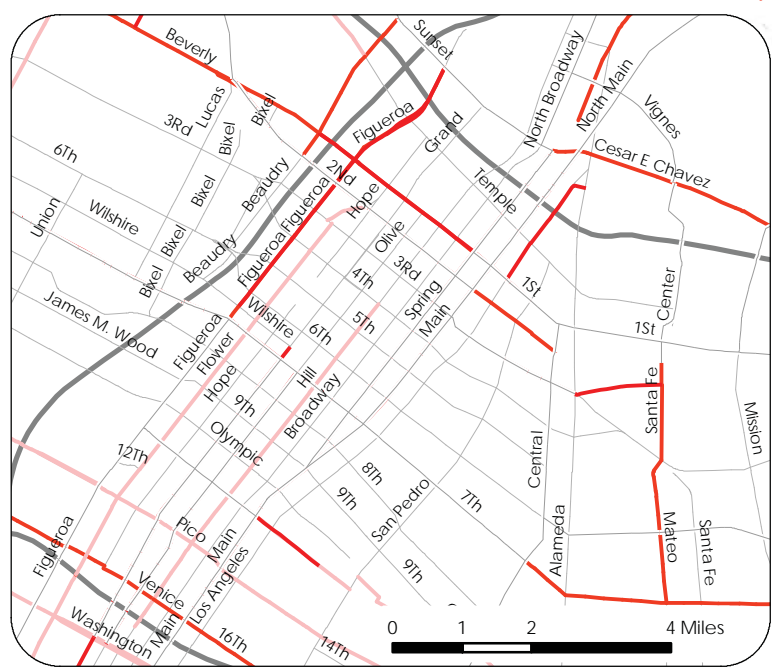 Beverly
Sunset
Lucas
Bixel
3Rd
Bixel
6Th
Figueroa
Grand
North Broadway
North Main
Vignes
Cesar E Chavez
Beaudry
2Nd
Hope
Temple
Bixel
Figueroa
Union
Wilshire
Bixel
Beaudry
Figueroa
Olive
3Rd
4Th
Bixel
Spring
1St
Center
James M. Wood
Wilshire
5Th
Main
1St
Figueroa
Flower
6Th
Hope
Hill
Broadway
Santa Fe
Mission
9Th
Olympic
12Th
8Th
9Th
San Pedro
7Th
Central
Alameda
Mateo
Santa Fe
Pico
Main
Figueroa
Los Angeles
9Th
Venice
Washington
Main
16Th
14Th
0 1 2 4 Miles